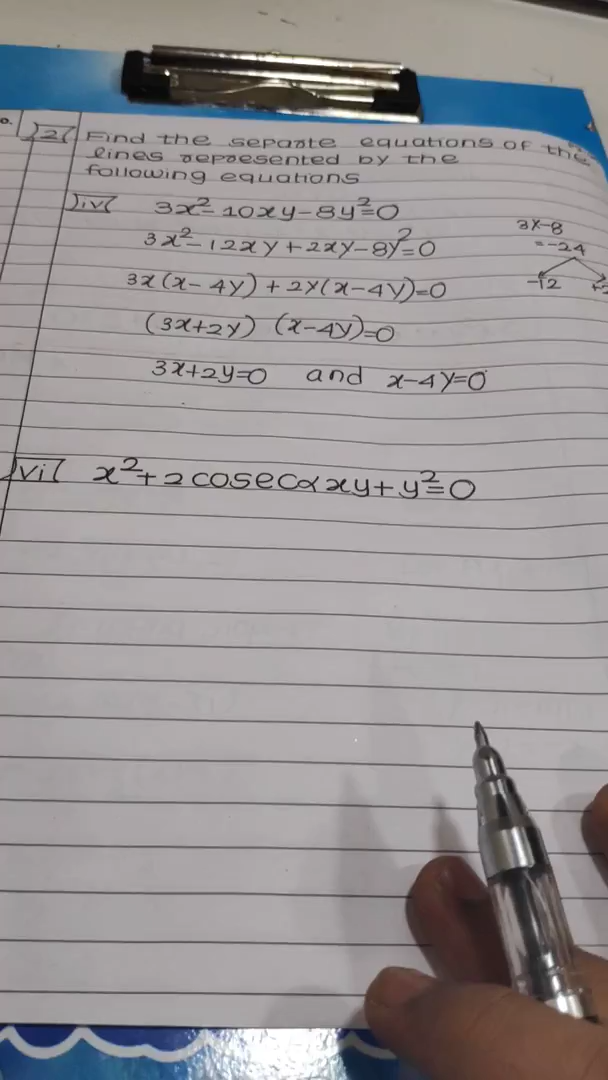 2 Find the separate equations of the
lines represented by the
following equations
iv 3x²-10xy-8y²=0
3x²-12xy+2xy-8y²=0
3x-8
=-24
-12
3x(x-4y)+2y(x-4y)=0
(3x+2y) (x-4y)=0
3x+2y=0 and x-4y=0
vi x²+2cosecα xy+y²=0